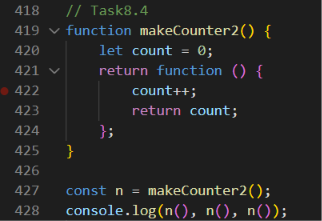 418 // Task8.4
419 function makeCounter2() {
420 let count = 0;
421 return function () {
422 count++;
423 return count;
424 };
425 }
426
427 const n = makeCounter2();
428 console.log(n(), n(), n());